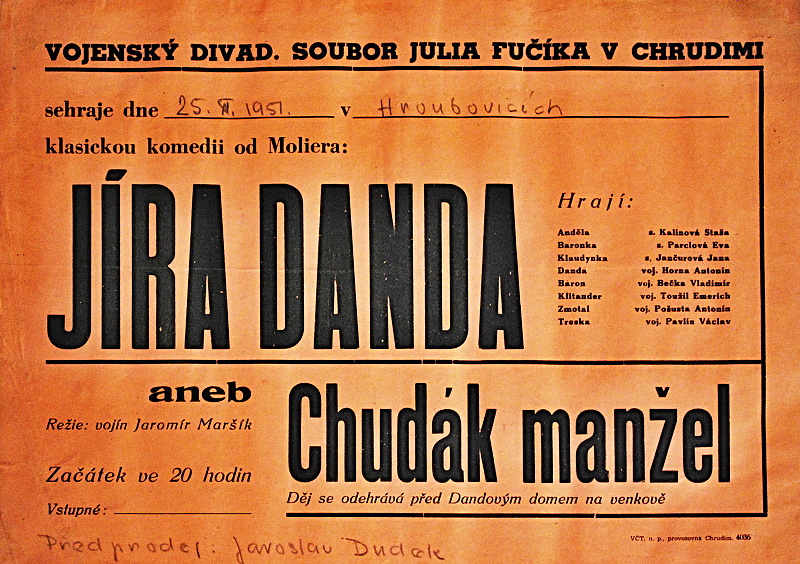 VOJENSKÝ DIVAD. SOUBOR JULIA FUČÍKA V CHRUDIMI
sehraje dne 25. II. 1951. v Hroubovicích
klasickou komedii od Moliera:
JÍRA DANDA
Hrají:
Anděla s. Kalinová Staša
Baronka s. Parclová Eva
Klaudynka s. Jančurová Jana
Danda voj. Horna Antonín
Baron voj. Bečka Vladimír
Klitander voj. Toužil Emerich
Zmotal voj. Pošusta Antonín
Treska voj. Pavlin Václav
aneb
Chudák manžel
Režie: vojín Jaromír Maršík
Začátek ve 20 hodin
Vstupné:
Děj se odehrává před Dandovým domem na venkově
VČT, n. p., provozovna Chrudim. 4036
Předprodej: Jaroslav Dudek